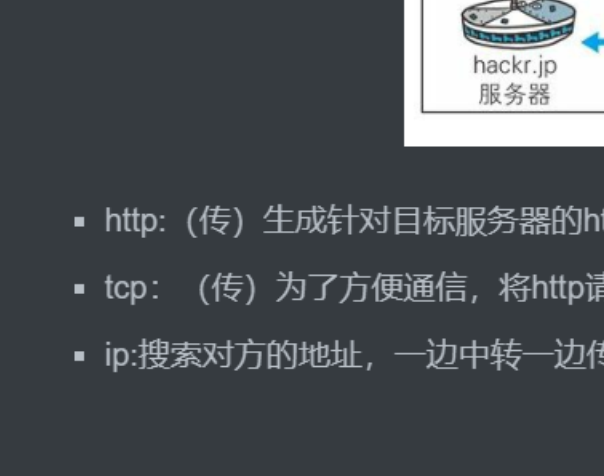 hackr.jp
服务器
http:（传）生成针对目标服务器的ht
tcp：（传）为了方便通信，将http请
ip:搜索对方的地址，一边中转一边传